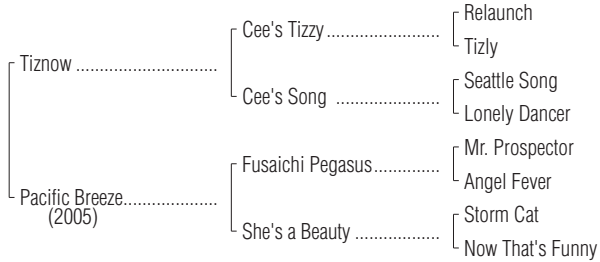 Relaunch
Cee's Tizzy
Tizly
Tiznow
Seattle Song
Cee's Song
Lonely Dancer
Mr. Prospector
Fusaichi Pegasus
Angel Fever
Pacific Breeze
(2005)
Storm Cat
She's a Beauty
Now That's Funny